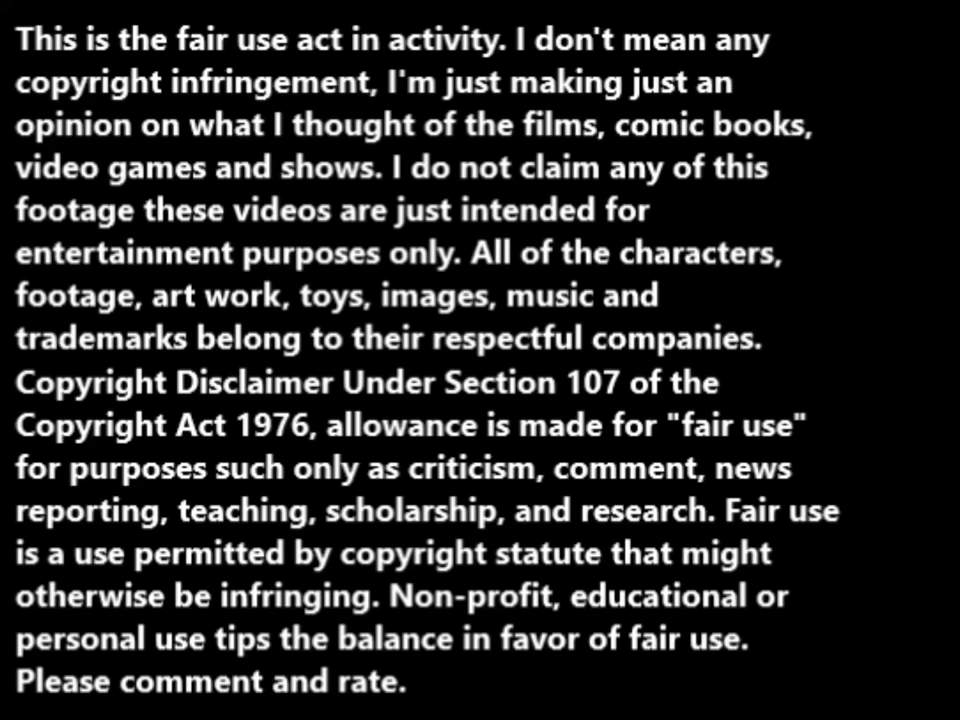 This is the fair use act in activity. I don't mean any
copyright infringement, I'm just making just an
opinion on what I thought of the films, comic books,
video games and shows. I do not claim any of this
footage these videos are just intended for
entertainment purposes only. All of the characters,
footage, art work, toys, images, music and
trademarks belong to their respectful companies.
Copyright Disclaimer Under Section 107 of the
Copyright Act 1976, allowance is made for "fair use"
for purposes such only as criticism, comment, news
reporting, teaching, scholarship, and research. Fair use
is a use permitted by copyright statute that might
otherwise be infringing. Non-profit, educational or
personal use tips the balance in favor of fair use.
Please comment and rate.